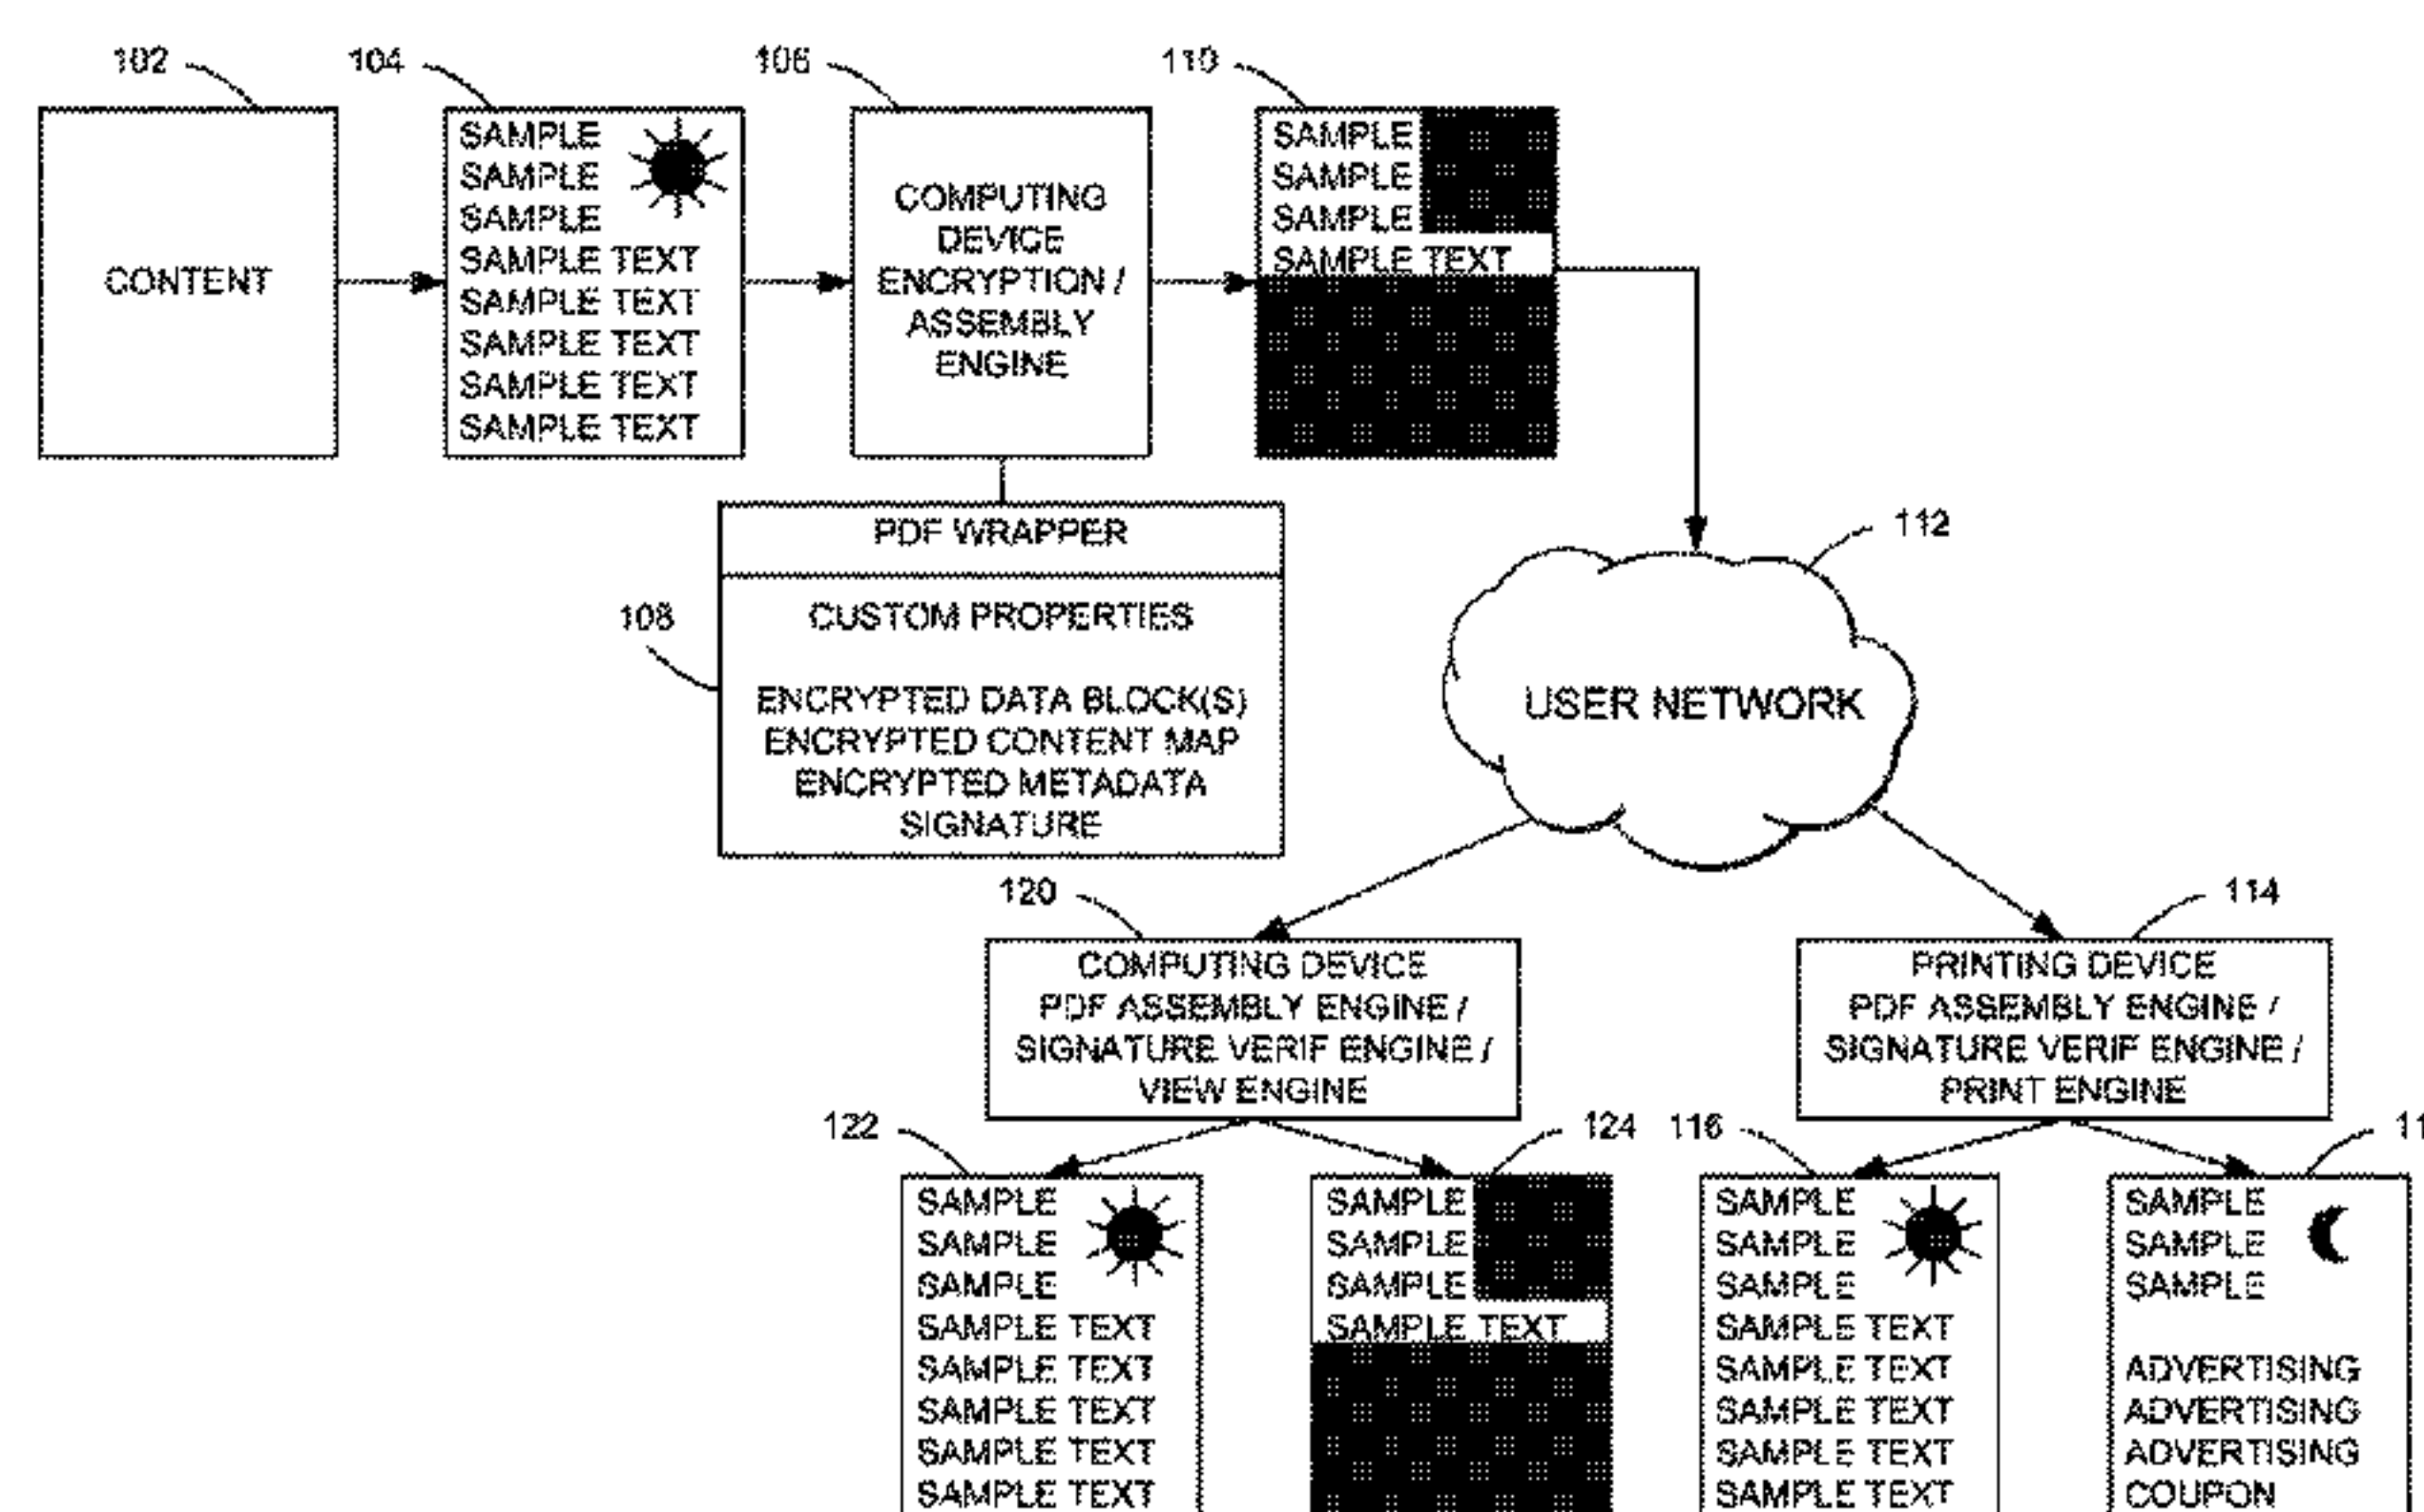 102
104
106
110
CONTENT
SAMPLE
SAMPLE
SAMPLE
SAMPLE TEXT
SAMPLE TEXT
SAMPLE TEXT
SAMPLE TEXT
SAMPLE TEXT
COMPUTING
DEVICE
ENCRYPTION /
ASSEMBLY
ENGINE
SAMPLE
SAMPLE
SAMPLE
SAMPLE TEXT
PDF WRAPPER
108
CUSTOM PROPERTIES
ENCRYPTED DATA BLOCK(S)
ENCRYPTED CONTENT MAP
ENCRYPTED METADATA
SIGNATURE
112
USER NETWORK
120
COMPUTING DEVICE
PDF ASSEMBLY ENGINE /
SIGNATURE VERIF ENGINE /
VIEW ENGINE
114
PRINTING DEVICE
PDF ASSEMBLY ENGINE /
SIGNATURE VERIF ENGINE /
PRINT ENGINE
122
124
116
11
SAMPLE
SAMPLE
SAMPLE
SAMPLE TEXT
SAMPLE TEXT
SAMPLE TEXT
SAMPLE TEXT
SAMPLE TEXT
SAMPLE
SAMPLE
SAMPLE
SAMPLE TEXT
SAMPLE
SAMPLE
SAMPLE
SAMPLE TEXT
SAMPLE TEXT
SAMPLE TEXT
SAMPLE TEXT
SAMPLE TEXT
SAMPLE
SAMPLE
SAMPLE
ADVERTISING
ADVERTISING
ADVERTISING
COUPON